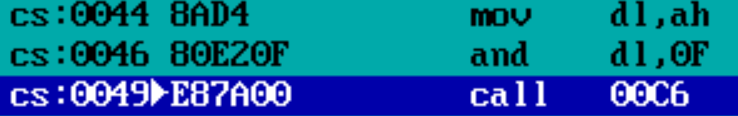 cs:0044 8AD4 mov dl,ah
cs:0046 80E20F and dl,0F
cs:0049►E87A00 call 00C6